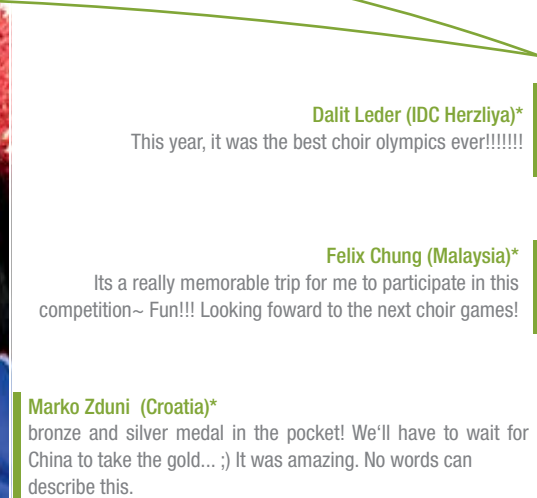 Dalit Leder (IDC Herzliya)*
This year, it was the best choir olympics ever!!!!!!!
Felix Chung (Malaysia)*
Its a really memorable trip for me to participate in this
competition~ Fun!!! Looking foward to the next choir games!
Marko Zduni  (Croatia)*
bronze and silver medal in the pocket! We‘ll have to wait for
China to take the gold... ;) It was amazing. No words can
describe this.